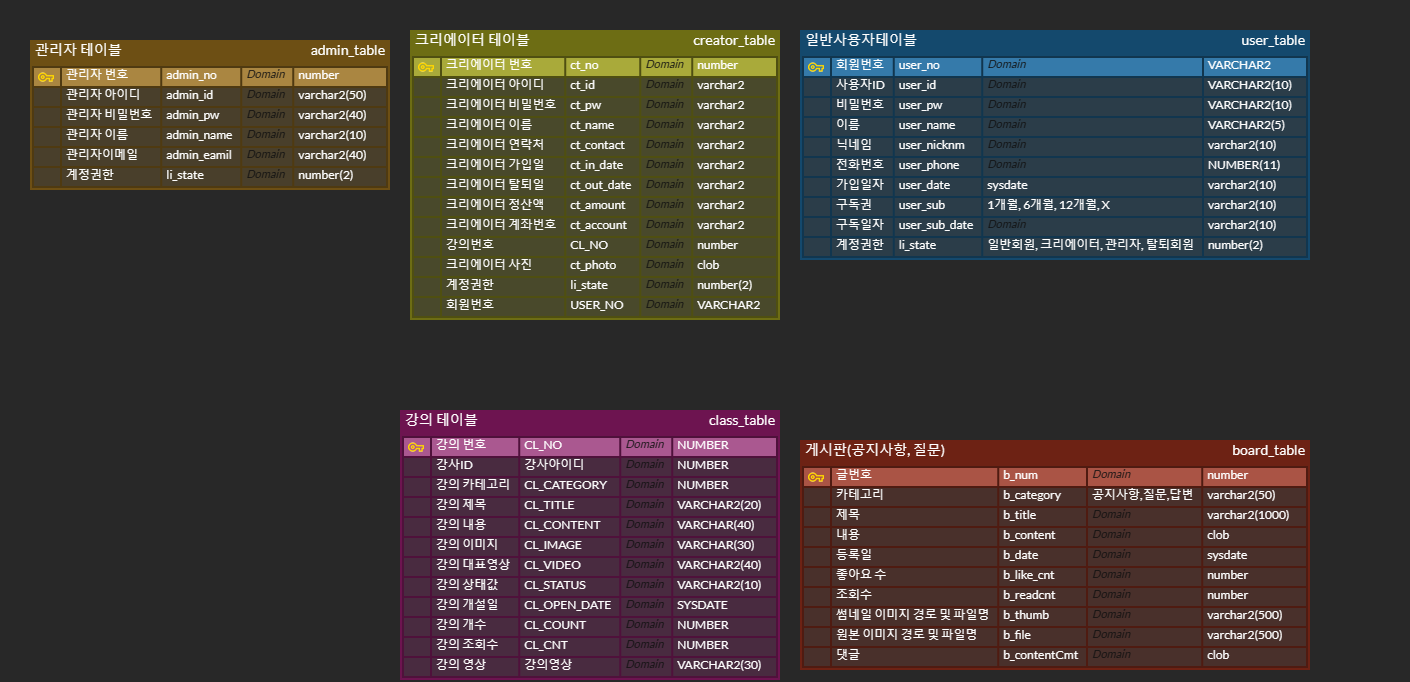 관리자 테이블 admin_table
관리자 번호 admin_no Domain number
관리자 아이디 admin_id Domain varchar2(50)
관리자 비밀번호 admin_pw Domain varchar2(40)
관리자 이름 admin_name Domain varchar2(10)
관리자이메일 admin_eamil Domain varchar2(40)
계정권한 li_state Domain number(2)
크리에이터 테이블 creator_table
크리에이터 번호 ct_no Domain number
크리에이터 아이디 ct_id Domain varchar2
크리에이터 비밀번호 ct_pw Domain varchar2
크리에이터 이름 ct_name Domain varchar2
크리에이터 연락처 ct_contact Domain varchar2
크리에이터 가입일 ct_in_date Domain varchar2
크리에이터 탈퇴일 ct_out_date Domain varchar2
크리에이터 정산액 ct_amount Domain varchar2
크리에이터 계좌번호 ct_account Domain varchar2
강의번호 CL_NO Domain number
크리에이터 사진 ct_photo Domain clob
계정권한 li_state Domain number(2)
회원번호 USER_NO Domain VARCHAR2
일반사용자테이블 user_table
회원번호 user_no Domain VARCHAR2
사용자ID user_id Domain VARCHAR2(10)
비밀번호 user_pw Domain VARCHAR2(10)
이름 user_name Domain VARCHAR2(5)
닉네임 user_nicknm Domain varchar2(10)
전화번호 user_phone Domain NUMBER(11)
가입일자 user_date sysdate varchar2(10)
구독권 user_sub 1개월, 6개월, 12개월, X varchar2(10)
구독일자 user_sub_date Domain varchar2(10)
계정권한 li_state 일반회원, 크리에이터, 관리자, 탈퇴회원 number(2)
강의 테이블 class_table
강의 번호 CL_NO Domain NUMBER
강사ID 강사아이디 Domain NUMBER
강의 카테고리 CL_CATEGORY Domain NUMBER
강의 제목 CL_TITLE Domain VARCHAR2(20)
강의 내용 CL_CONTENT Domain VARCHAR(40)
강의 이미지 CL_IMAGE Domain VARCHAR(30)
강의 대표영상 CL_VIDEO Domain VARCHAR2(40)
강의 상태값 CL_STATUS Domain VARCHAR2(10)
강의 개설일 CL_OPEN_DATE Domain SYSDATE
강의 개수 CL_COUNT Domain NUMBER
강의 조회수 CL_CNT Domain NUMBER
강의 영상 강의영상 Domain VARCHAR2(30)
게시판(공지사항, 질문) board_table
글번호 b_num Domain number
카테고리 b_category 공지사항,질문,답변 varchar2(50)
제목 b_title Domain varchar2(1000)
내용 b_content Domain clob
등록일 b_date Domain sysdate
좋아요 수 b_like_cnt Domain number
조회수 b_readcnt Domain number
썸네일 이미지 경로 및 파일명 b_thumb Domain varchar2(500)
원본 이미지 경로 및 파일명 b_file Domain varchar2(500)
댓글 b_contentCmt Domain clob